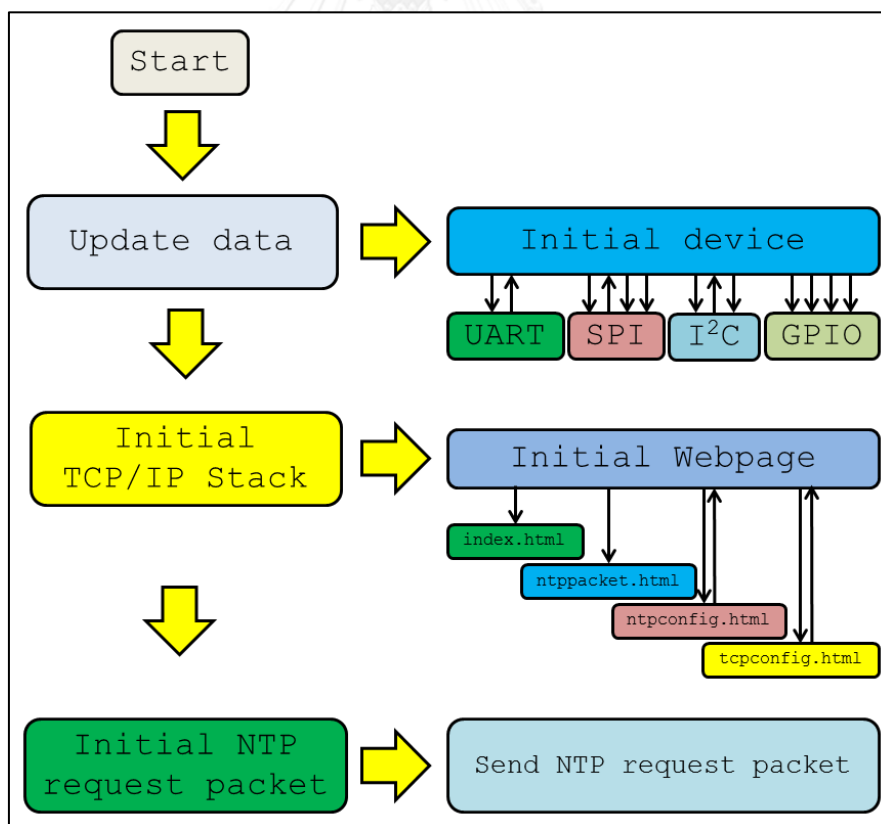 Start
Update data
Initial device
UART
SPI
I²C
GPIO
Initial
TCP/IP Stack
Initial Webpage
index.html
ntppacket.html
ntpconfig.html
tcpconfig.html
Initial NTP
request packet
Send NTP request packet